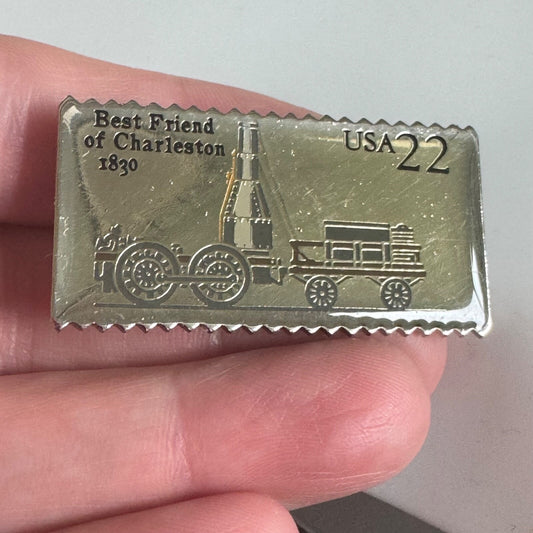 Best Friend
of Charleston
1830
USA22